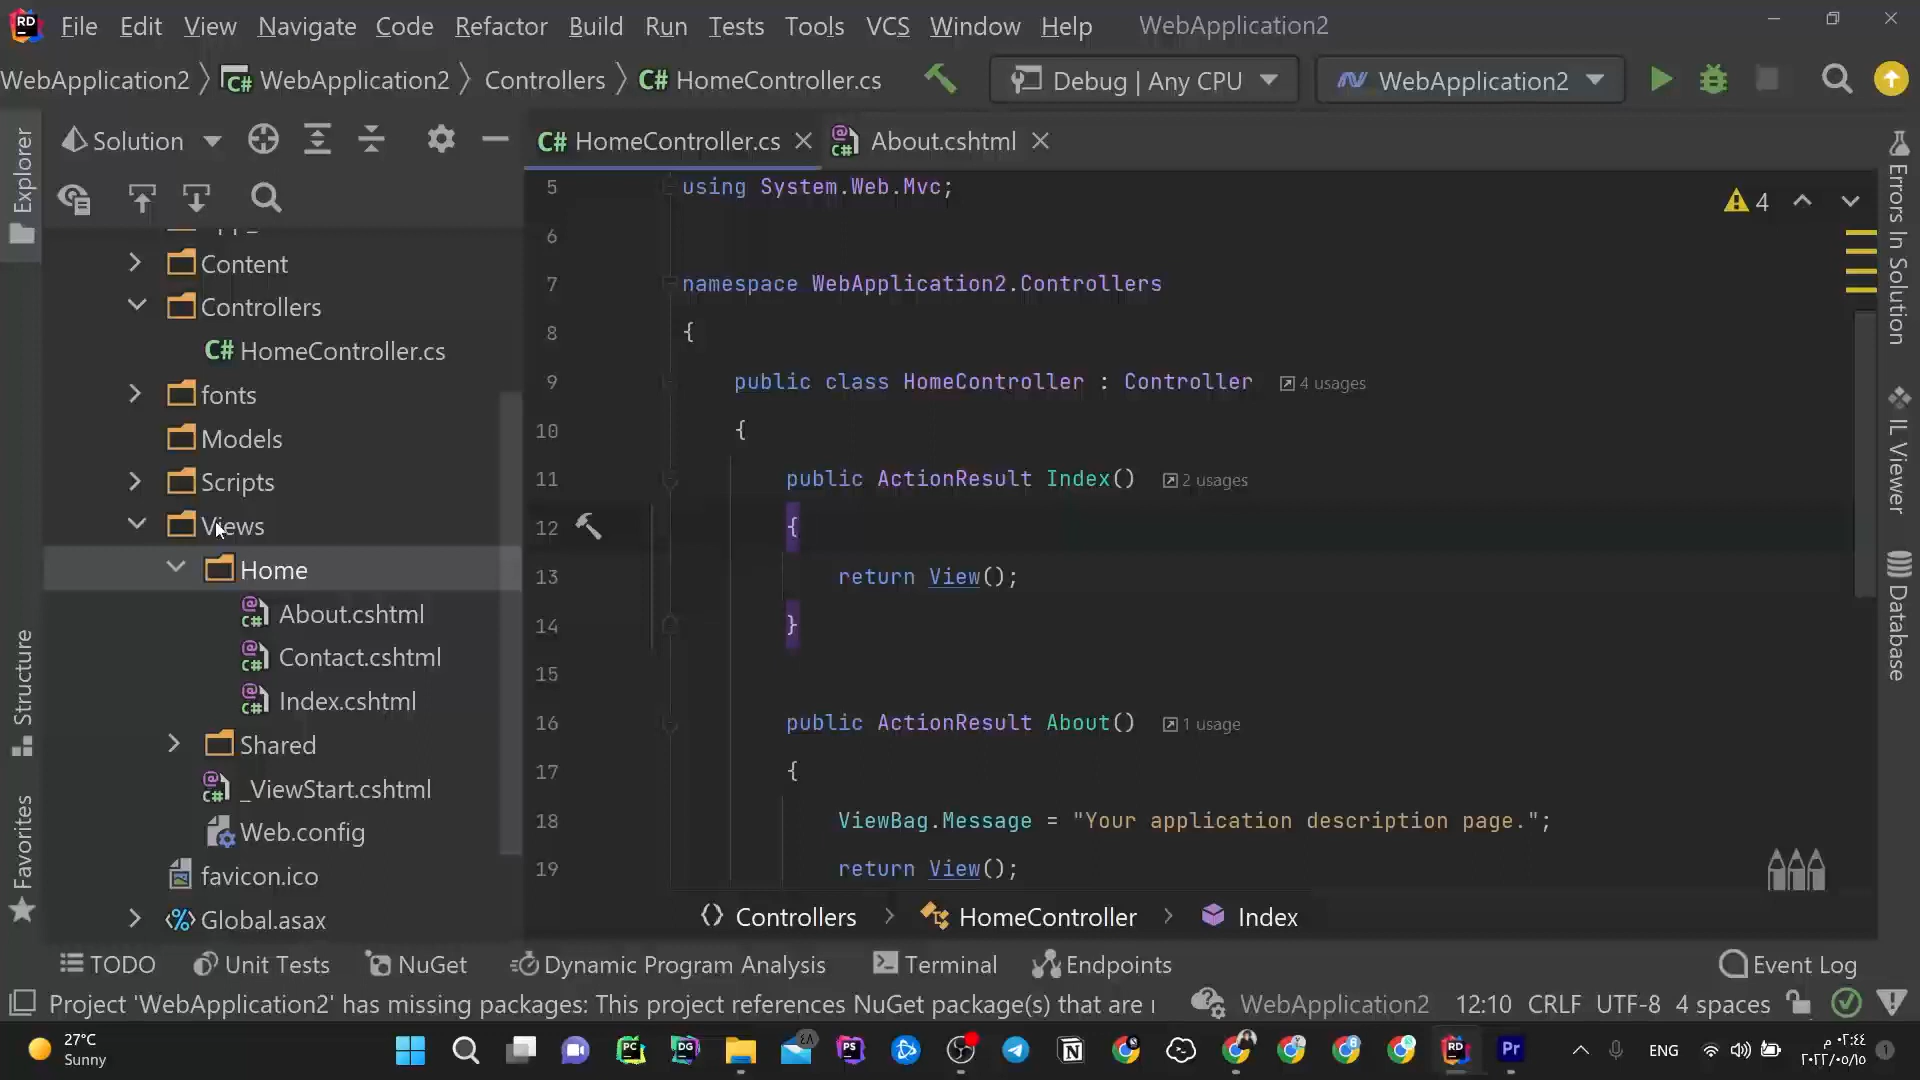 File Edit View Navigate Code Refactor Build Run Tests Tools VCS Window Help WebApplication2
WebApplication2 WebApplication2 Controllers C# HomeController.cs Debug | Any CPU WebApplication2
Solution
C# HomeController.cs About.cshtml
Explorer
Structure
Favorites
Content
Controllers
C# HomeController.cs
fonts
Models
Scripts
Views
Home
About.cshtml
Contact.cshtml
Index.cshtml
Shared
_ViewStart.cshtml
Web.config
favicon.ico
Global.asax
5 using System.Web.Mvc;
6
7 namespace WebApplication2.Controllers
8 {
9 public class HomeController : Controller 4 usages
10 {
11 public ActionResult Index() 2 usages
12 {
13 return View();
14 }
15
16 public ActionResult About() 1 usage
17 {
18 ViewBag.Message = "Your application description page.";
19 return View();
4
Errors In Solution
IL Viewer
Database
Controllers HomeController Index
TODO Unit Tests NuGet Dynamic Program Analysis Terminal Endpoints Event Log
Project 'WebApplication2' has missing packages: This project references NuGet package(s) that are WebApplication2 12:10 CRLF UTF-8 4 spaces
27°C
Sunny
ENG
٠٢:٤٤ م
٢٠٢٢/٠٥/١٥